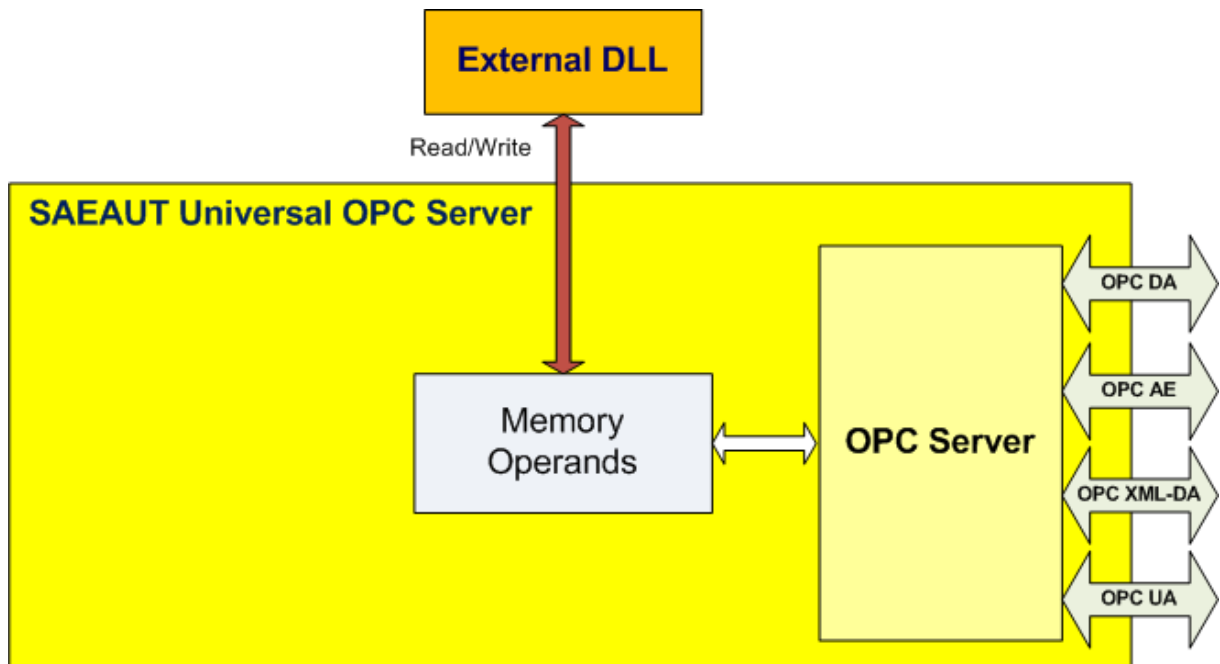 External DLL
Read/Write
SAEAUT Universal OPC Server
Memory
Operands
OPC Server
OPC DA
OPC AE
OPC XML-DA
OPC UA